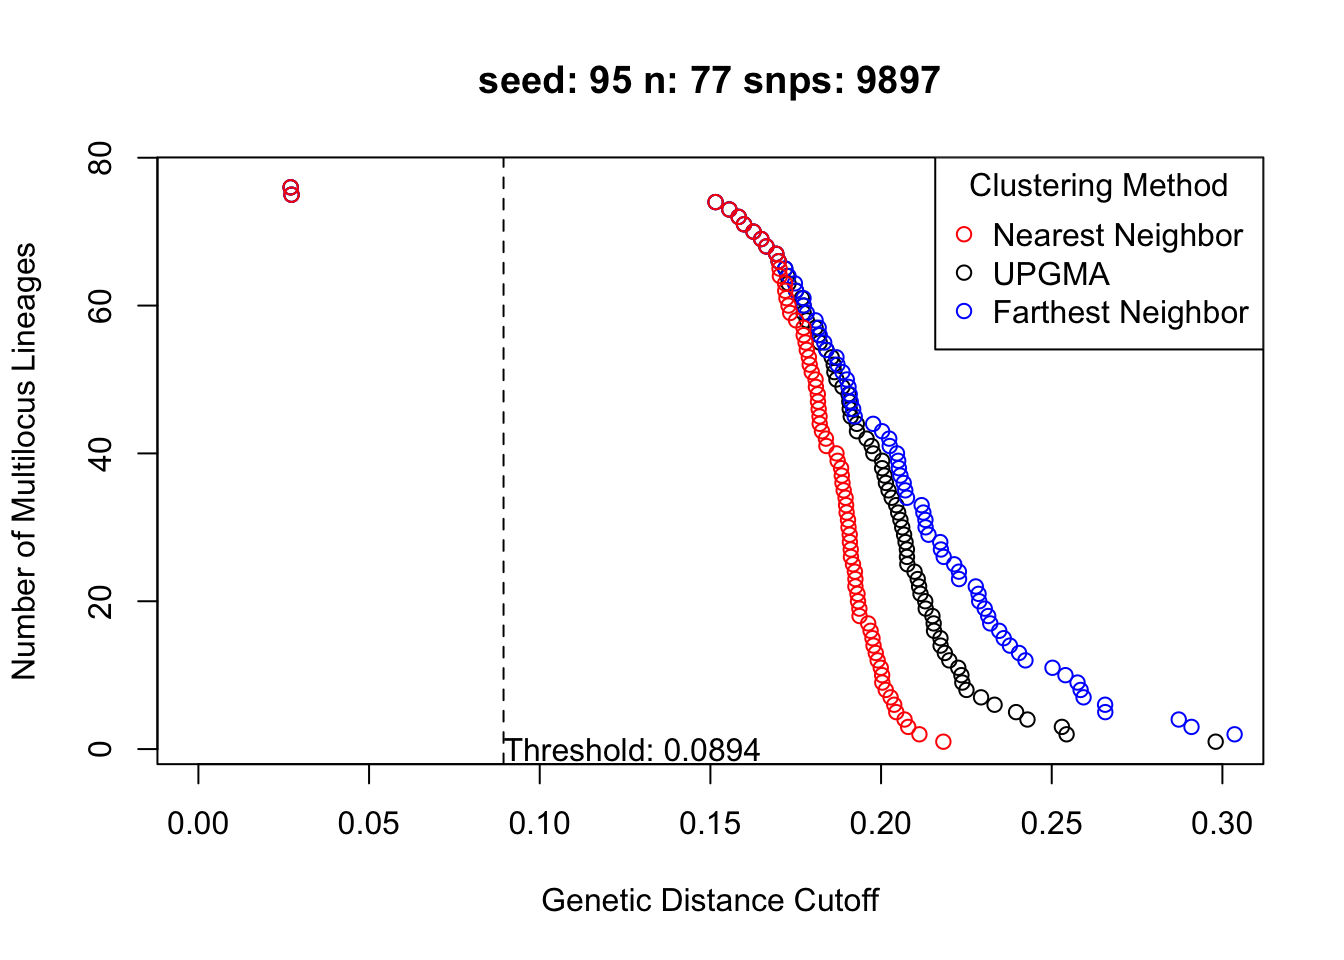 seed: 95 n: 77 snps: 9897
Number of Multilocus Lineages
80
60
40
20
0
Clustering Method
Nearest Neighbor
UPGMA
Farthest Neighbor
Threshold: 0.0894
0.00 0.05 0.10 0.15 0.20 0.25 0.30
Genetic Distance Cutoff